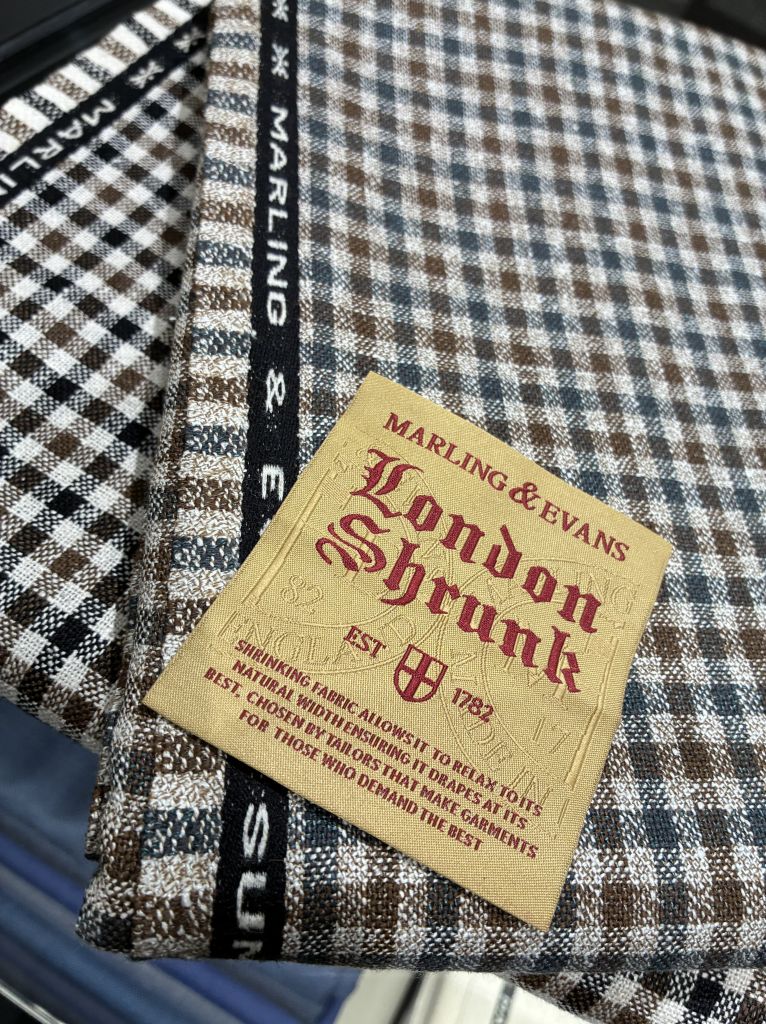 MARLING
MARLING &
MARLING & EVANS
London
Shrunk
EST 1782
SHRINKING FABRIC ALLOWS IT TO RELAX TO ITS
NATURAL WIDTH ENSURING IT DRAPES AT ITS
BEST. CHOSEN BY TAILORS THAT MAKE GARMENTS
FOR THOSE WHO DEMAND THE BEST